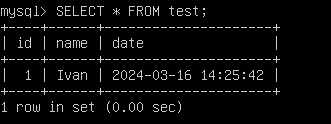 mysql> SELECT * FROM test;
+----+------+---------------------+
| id | name | date                |
+----+------+---------------------+
|  1 | Ivan | 2024-03-16 14:25:42 |
+----+------+---------------------+
1 row in set (0.00 sec)